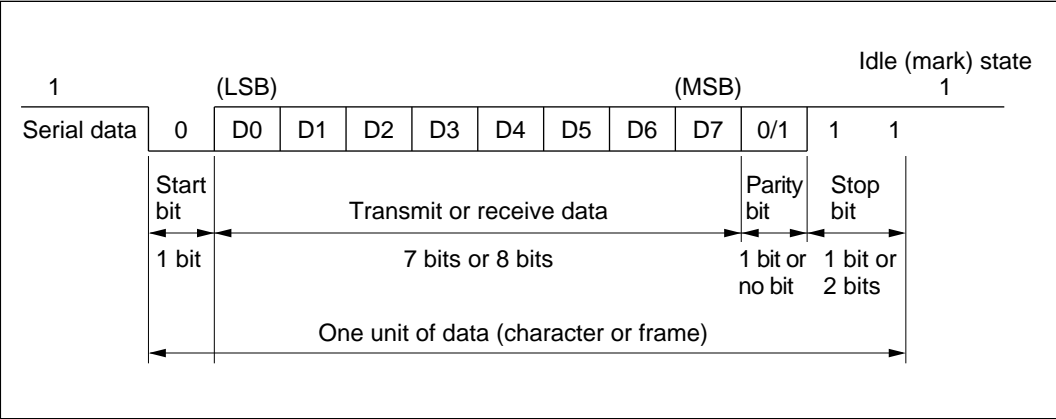 Idle (mark) state
1 (LSB) (MSB) 1
Serial data 0 D0 D1 D2 D3 D4 D5 D6 D7 0/1 1 1
Start Parity Stop
bit Transmit or receive data bit bit
1 bit 7 bits or 8 bits 1 bit or 1 bit or
no bit 2 bits
One unit of data (character or frame)